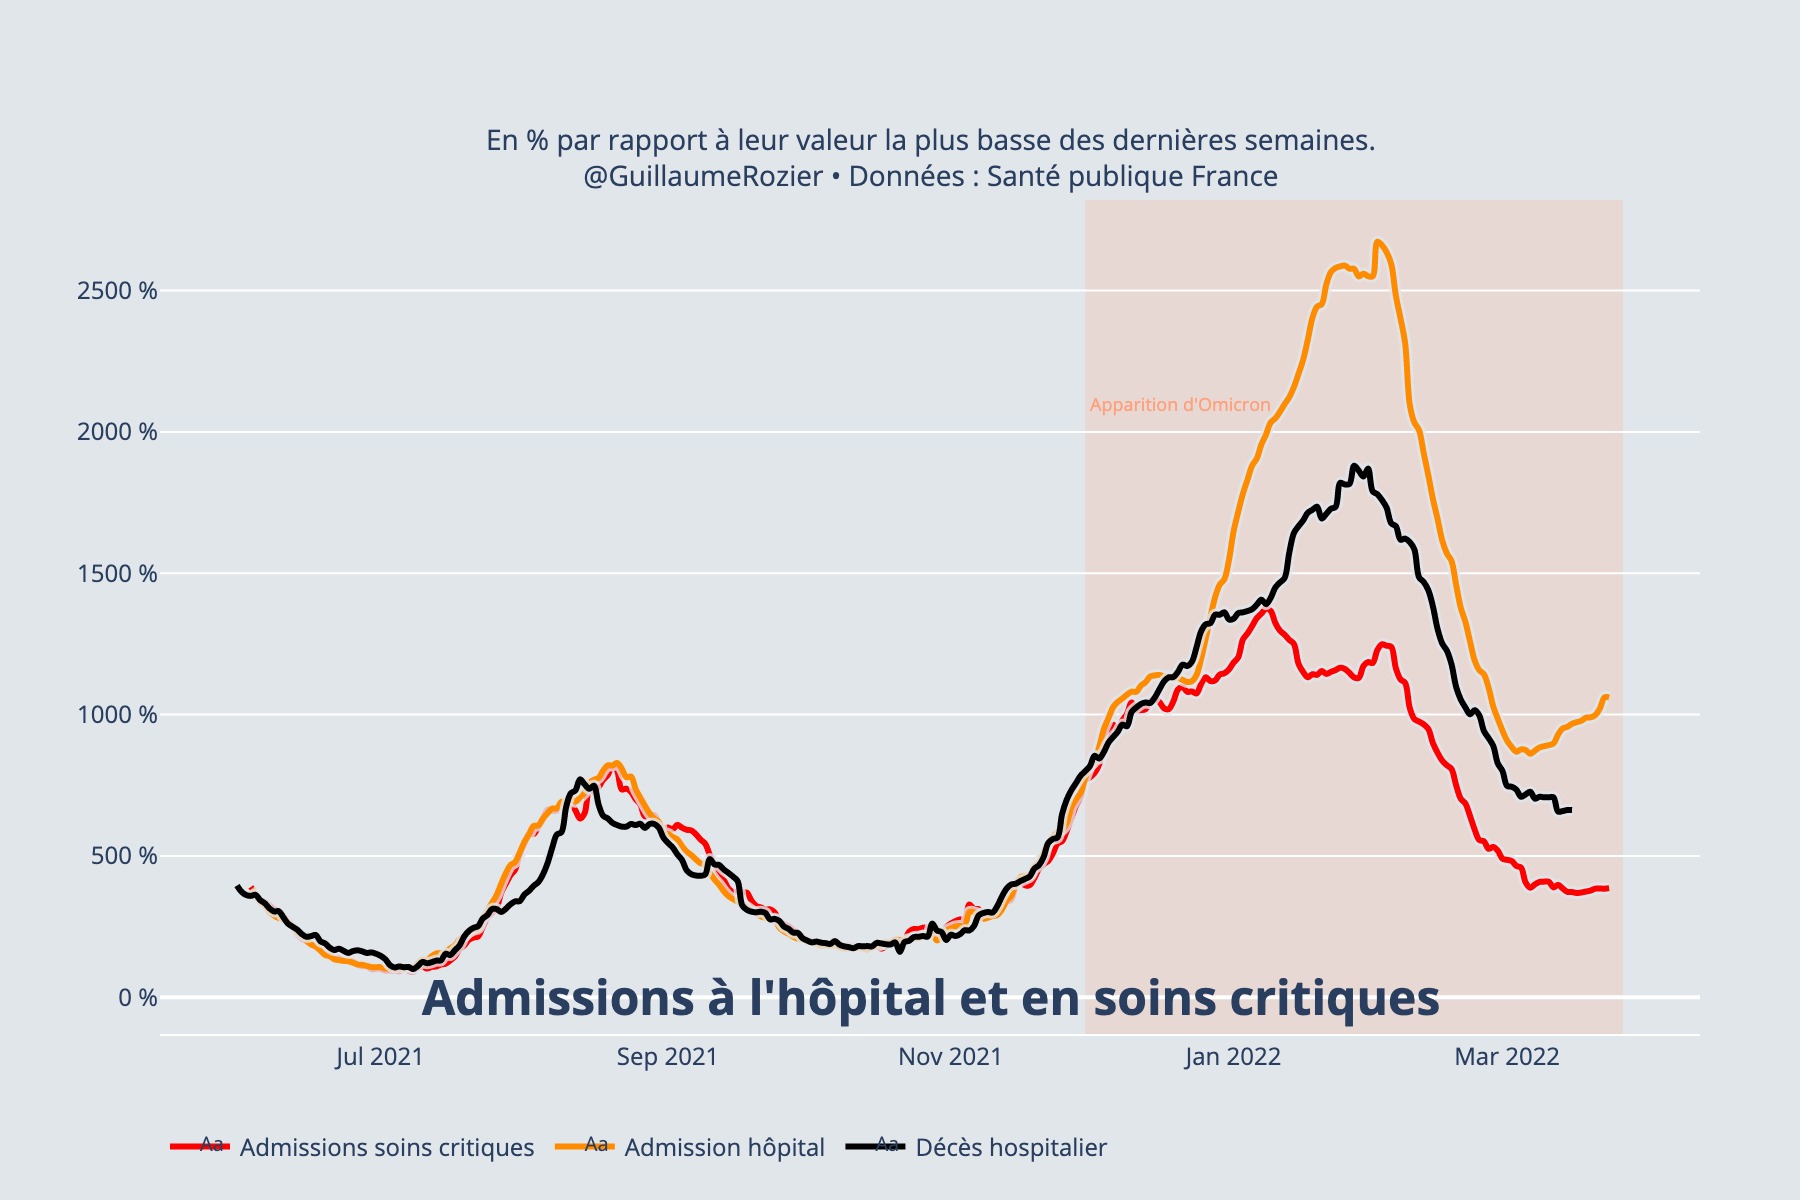 En % par rapport à leur valeur la plus basse des dernières semaines.
@GuillaumeRozier • Données : Santé publique France
2500 %
Apparition d'Omicron
2000 %
1500 %
1000 %
500 %
0 %
Admissions à l'hôpital et en soins critiques
Jul 2021 Sep 2021 Nov 2021 Jan 2022 Mar 2022
Aa Admissions soins critiques Aa Admission hôpital Aa Décès hospitalier